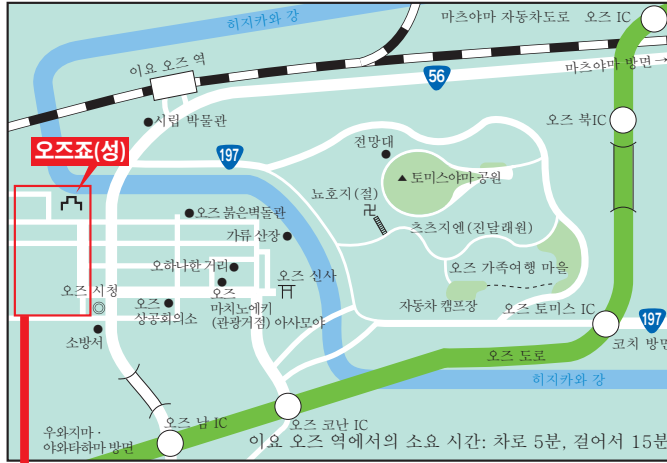 히지카와 강
마츠야마 자동차도로
오즈 IC
이요 오즈 역
마츠야마 방면 →
56
시립 박물관
오즈 북IC
오즈죠(성)
197
전망대
토미스야마 공원
뇨호지(절)
오즈 붉은벽돌관
츠츠지엔(진달래원)
가류 산장
오하나한 거리
오즈 신사
오즈 가족여행 마을
오즈 시청
오즈
상공회의소
오즈
마치노에키
(관광거점) 아사모야
자동차 캠프장
오즈 토미스 IC
197
소방서
코치 방면
오즈 도로
히지카와 강
오즈 남 IC
오즈 코난 IC
우와지마 ·
야와타하마 방면
이요 오즈 역에서의 소요 시간: 차로 5분, 걸어서 15분